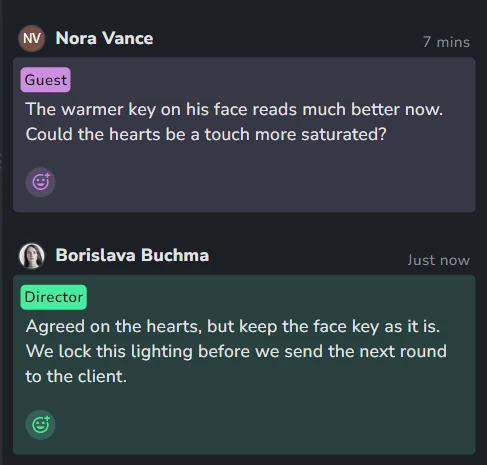 NV Nora Vance 7 mins
Guest
The warmer key on his face reads much better now.
Could the hearts be a touch more saturated?
Borislava Buchma Just now
Director
Agreed on the hearts, but keep the face key as it is.
We lock this lighting before we send the next round
to the client.